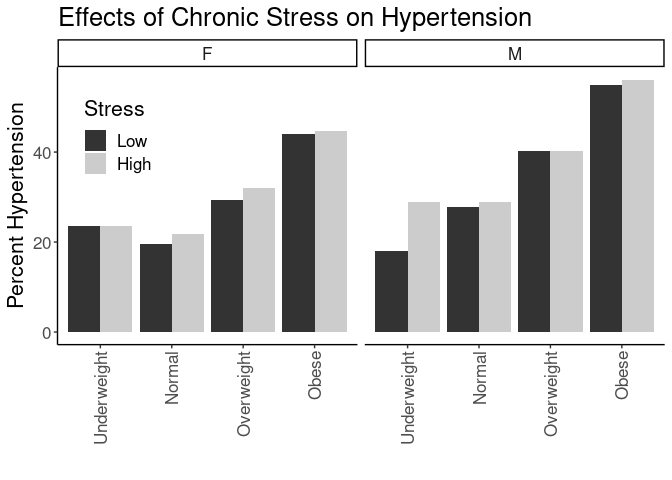 Effects of Chronic Stress on Hypertension
F
M
Percent Hypertension
Stress
Low
High
40
20
0
Underweight
Normal
Overweight
Obese
Underweight
Normal
Overweight
Obese